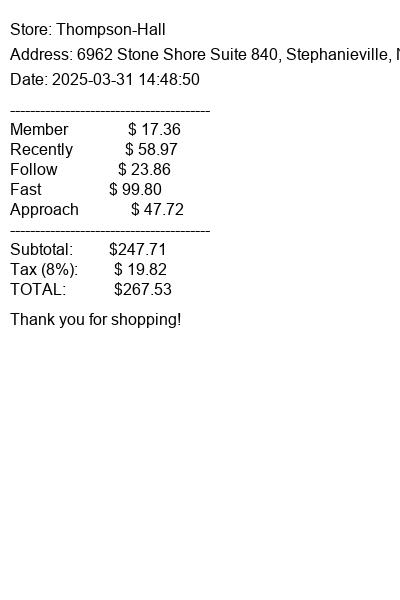 Store: Thompson-Hall
Address: 6962 Stone Shore Suite 840, Stephanieville,
Date: 2025-03-31 14:48:50
----------------------------------------
Member $ 17.36
Recently $ 58.97
Follow $ 23.86
Fast $ 99.80
Approach $ 47.72
----------------------------------------
Subtotal: $247.71
Tax (8%): $ 19.82
TOTAL: $267.53
Thank you for shopping!